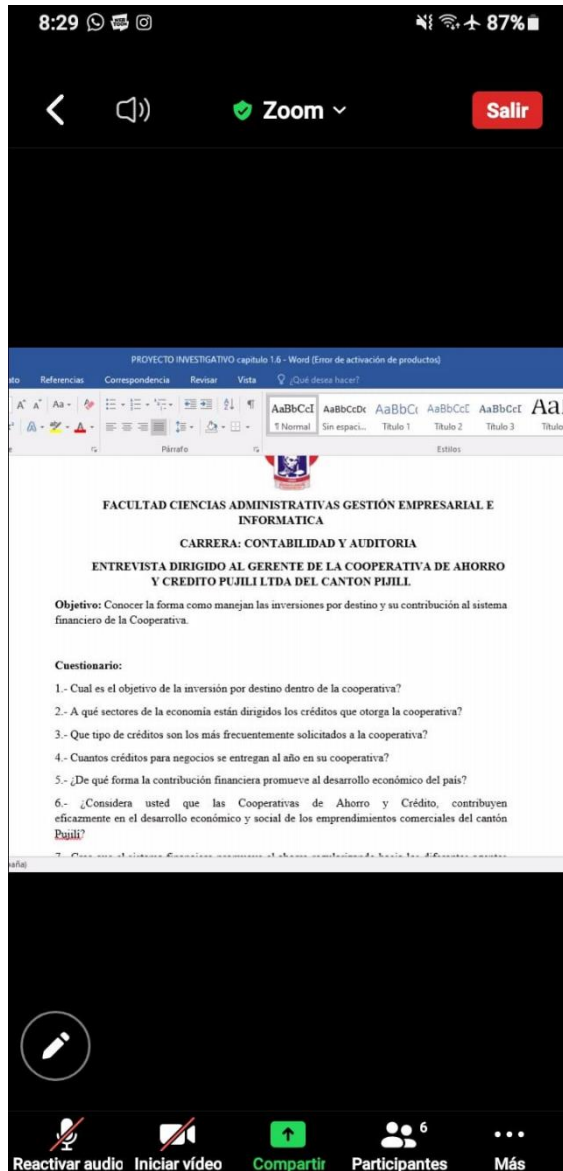 8:29 87%
Zoom Salir
PROYECTO INVESTIGATIVO capitulo 1.6 - Word (Error de activación de productos)
Referencias Correspondencia Revisar Vista ¿Qué desea hacer?
AaBbCcI AaBbCcDc AaBbC AaBbCcE AaBbCcI Aa
¶ Normal Sin espaci... Título 1 Título 2 Título 3 Título
Párrafo Estilos
FACULTAD CIENCIAS ADMINISTRATIVAS GESTIÓN EMPRESARIAL E
INFORMATICA
CARRERA: CONTABILIDAD Y AUDITORIA
ENTREVISTA DIRIGIDO AL GERENTE DE LA COOPERATIVA DE AHORRO
Y CREDITO PUJILI LTDA DEL CANTON PIJILI.
Objetivo: Conocer la forma como manejan las inversiones por destino y su contribución al sistema
financiero de la Cooperativa.
Cuestionario:
1.- Cual es el objetivo de la inversión por destino dentro de la cooperativa?
2.- A qué sectores de la economía están dirigidos los créditos que otorga la cooperativa?
3.- Que tipo de créditos son los más frecuentemente solicitados a la cooperativa?
4.- Cuantos créditos para negocios se entregan al año en su cooperativa?
5.- ¿De qué forma la contribución financiera promueve al desarrollo económico del país?
6.- ¿Considera usted que las Cooperativas de Ahorro y Crédito, contribuyen
eficazmente en el desarrollo económico y social de los emprendimientos comerciales del cantón
Pujilí?
6
Reactivar audio Iniciar vídeo Compartir Participantes Más